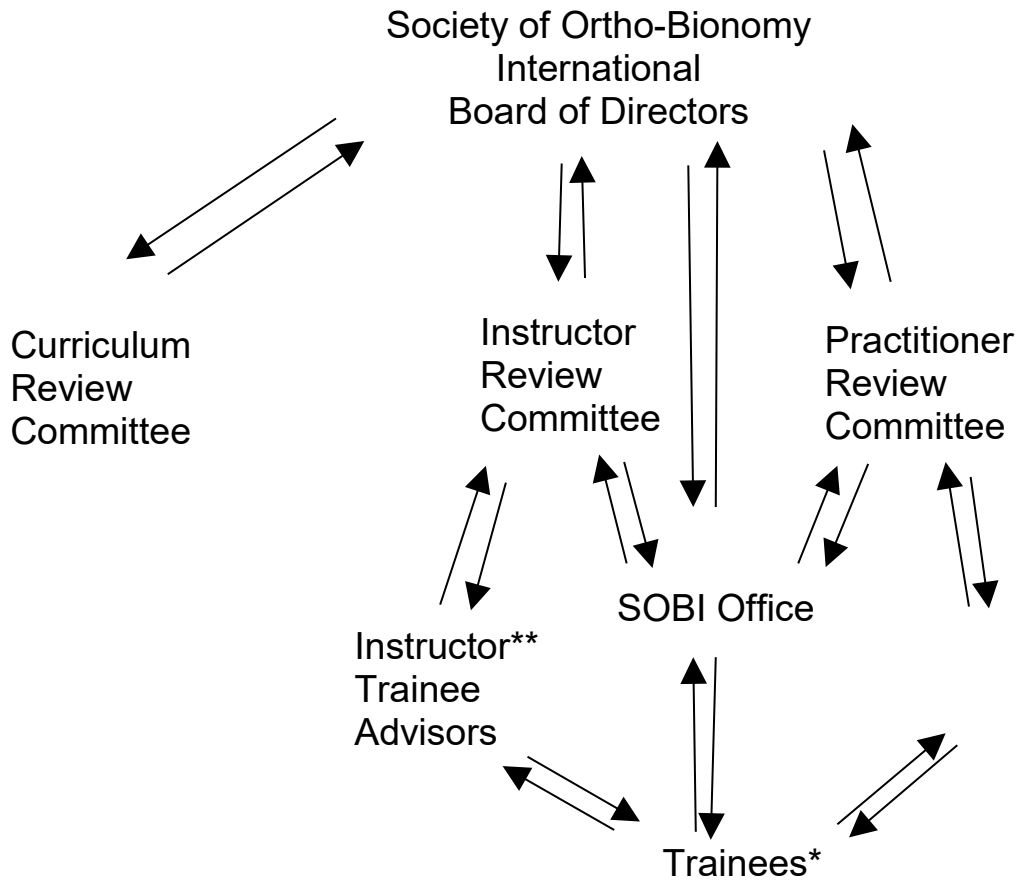 Society of Ortho-Bionomy
International
Board of Directors
Curriculum
Review
Committee
Instructor
Review
Committee
Practitioner
Review
Committee
SOBI Office
Instructor**
Trainee
Advisors
Trainees*